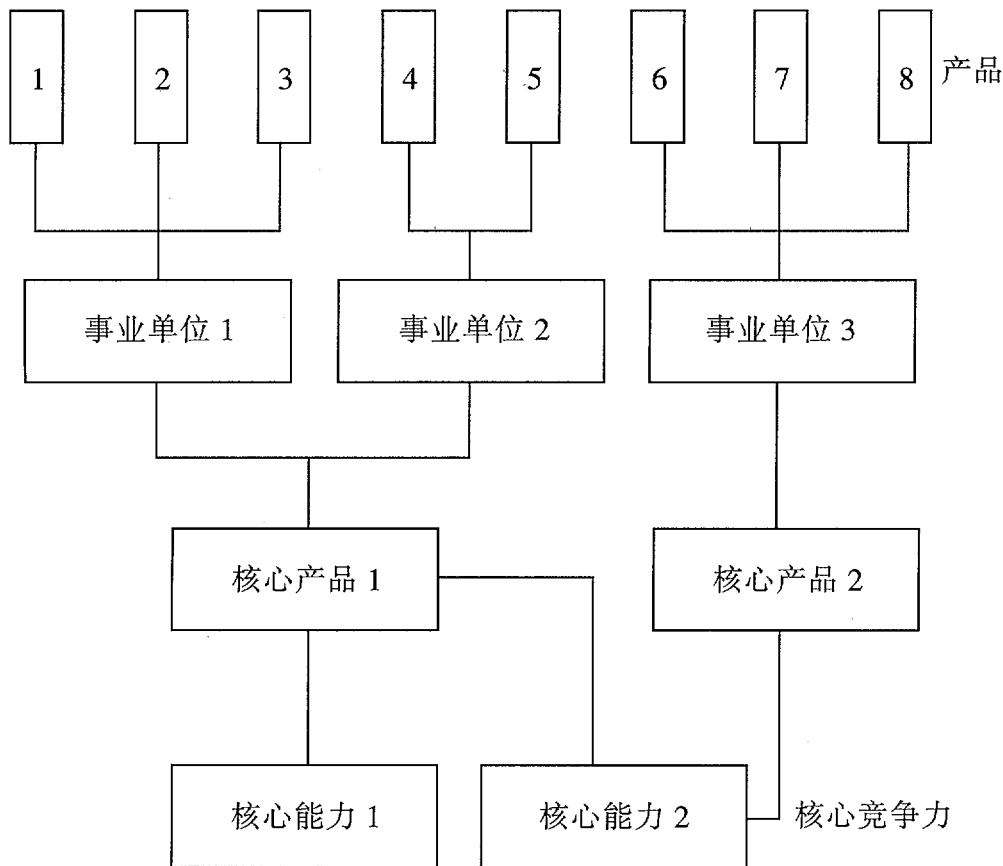 1 2 3 4 5 6 7 8 产品
事业单位 1 事业单位 2 事业单位 3
核心产品 1 核心产品 2
核心能力 1 核心能力 2 核心竞争力